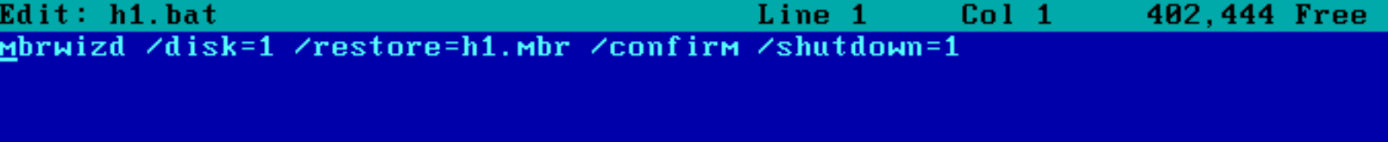 Edit: h1.bat Line 1 Col 1 402,444 Free
mbrwizd /disk=1 /restore=h1.mbr /confirm /shutdown=1